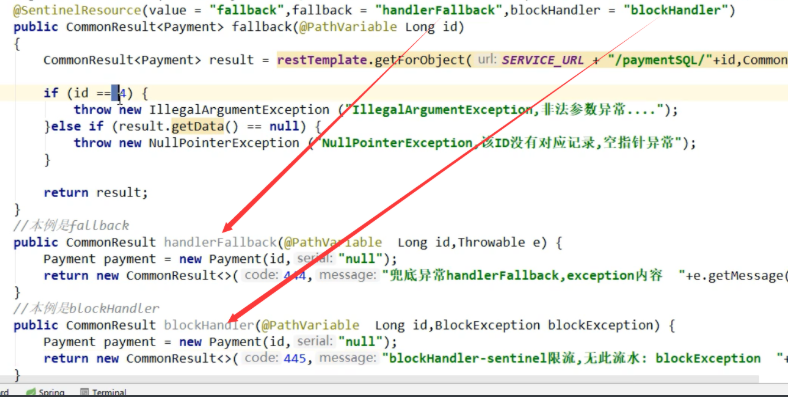 @SentinelResource(value = "fallback",fallback = "handlerFallback",blockHandler = "blockHandler")
public CommonResult<Payment> fallback(@PathVariable Long id)
{
CommonResult<Payment> result = restTemplate.getForObject( url: SERVICE_URL + "/paymentSQL/"+id,Common
if (id == 4) {
throw new IllegalArgumentException ("IllegalArgumentException,非法参数异常....");
}else if (result.getData() == null) {
throw new NullPointerException ("NullPointerException,该ID没有对应记录,空指针异常");
}
return result;
}
//本例是fallback
public CommonResult handlerFallback(@PathVariable Long id,Throwable e) {
Payment payment = new Payment(id, serial: "null");
return new CommonResult<>( code: 444, message: "兜底异常handlerFallback,exception内容 "+e.getMessage(
}
//本例是blockHandler
public CommonResult blockHandler(@PathVariable Long id,BlockException blockException) {
Payment payment = new Payment(id, serial: "null");
return new CommonResult<>( code: 445, message: "blockHandler-sentinel限流,无此流水: blockException "+
}
Spring Terminal